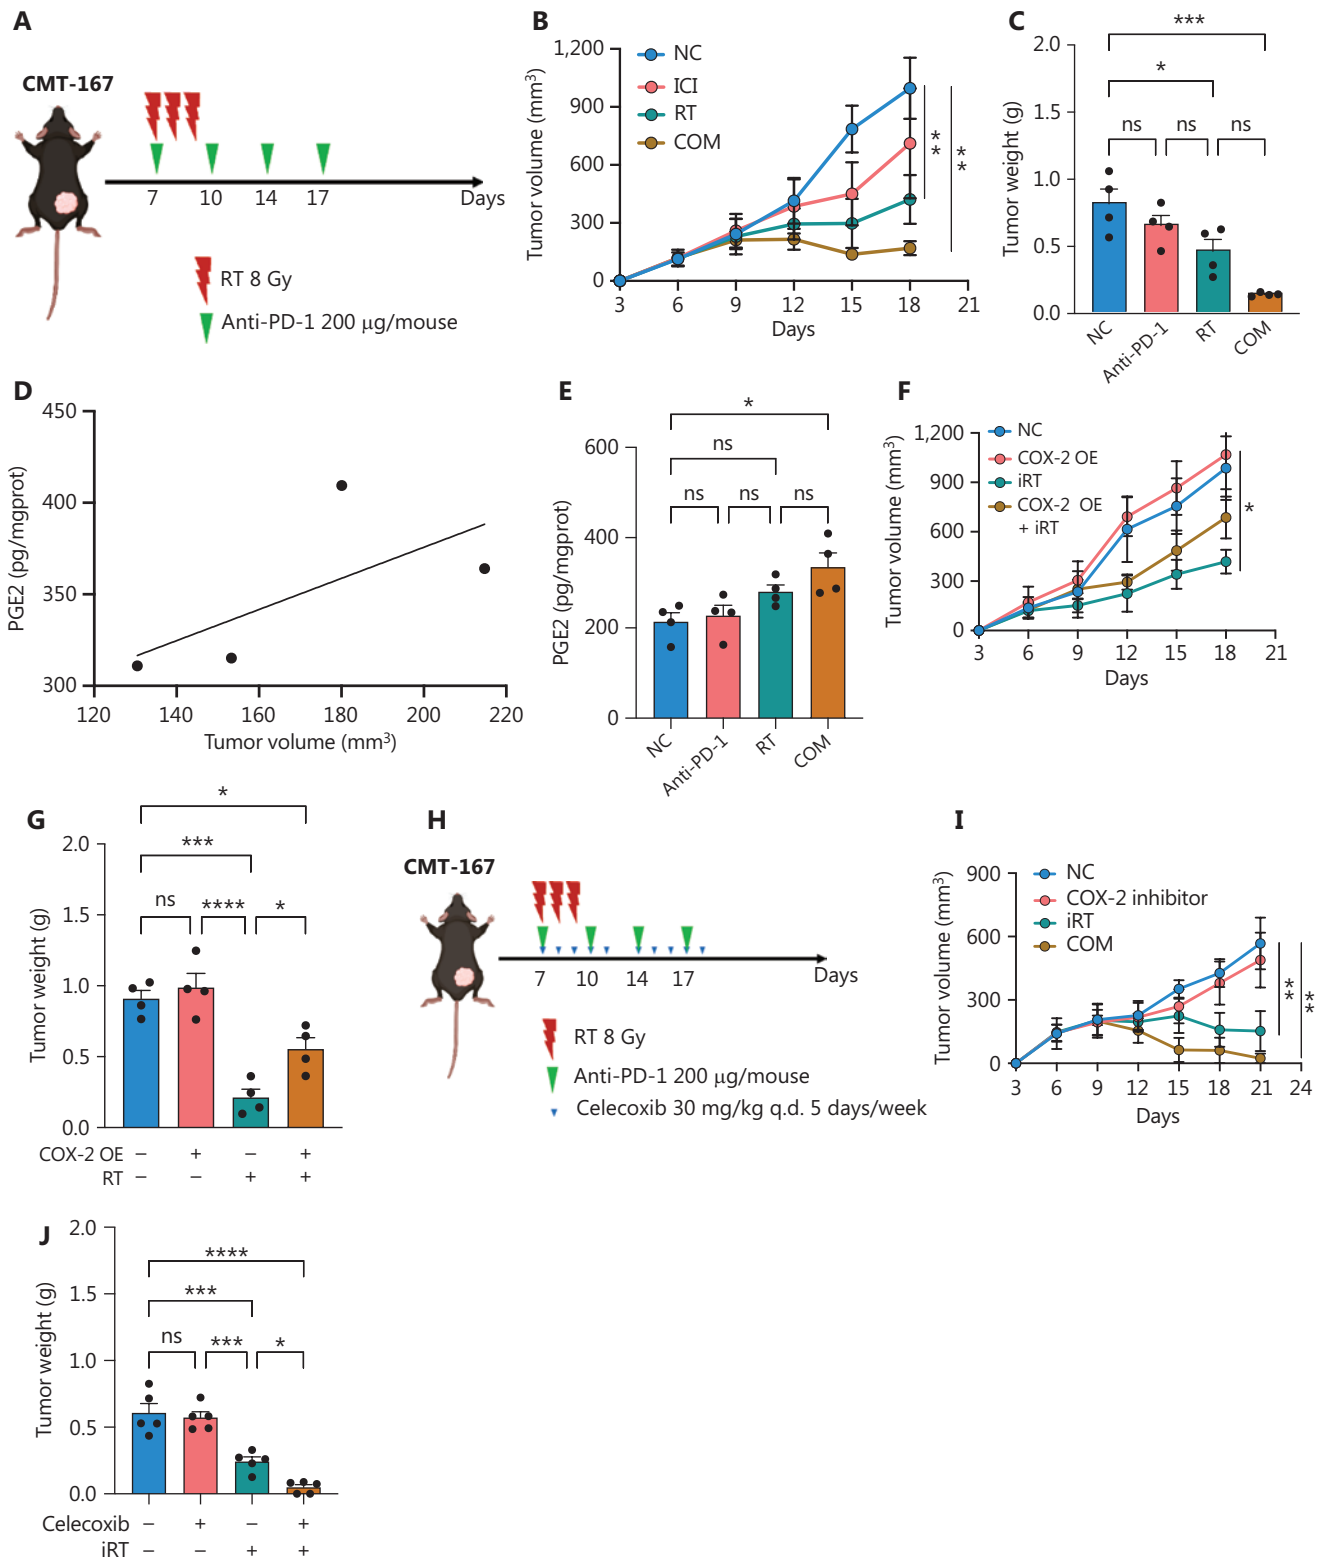 A
CMT-167
7 10 14 17 Days
RT 8 Gy
Anti-PD-1 200 μg/mouse
B
Tumor volume (mm³)
1,200
900
600
300
0
NC
ICI
RT
COM
**
**
3 6 9 12 15 18 21
Days
C
Tumor weight (g)
2.0
1.5
1.0
0.5
0.0
***
*
ns ns ns
NC Anti-PD-1 RT COM
D
PGE2 (pg/mgprot)
450
400
350
300
120 140 160 180 200 220
Tumor volume (mm³)
E
PGE2 (pg/mgprot)
600
400
200
0
*
ns
ns ns ns
NC Anti-PD-1 RT COM
F
Tumor volume (mm³)
1,200
900
600
300
0
NC
COX-2 OE
iRT
COX-2 OE
+ iRT
*
3 6 9 12 15 18 21
Days
G
Tumor weight (g)
2.0
1.5
1.0
0.5
0.0
*
***
ns **** *
COX-2 OE – + – +
RT – – + +
H
CMT-167
7 10 14 17 Days
RT 8 Gy
Anti-PD-1 200 μg/mouse
Celecoxib 30 mg/kg q.d. 5 days/week
I
Tumor volume (mm³)
900
600
300
0
NC
COX-2 inhibitor
iRT
COM
**
**
3 6 9 12 15 18 21 24
Days
J
Tumor weight (g)
2.0
1.5
1.0
0.5
0.0
****
***
ns *** *
Celecoxib – + – +
iRT – – + +